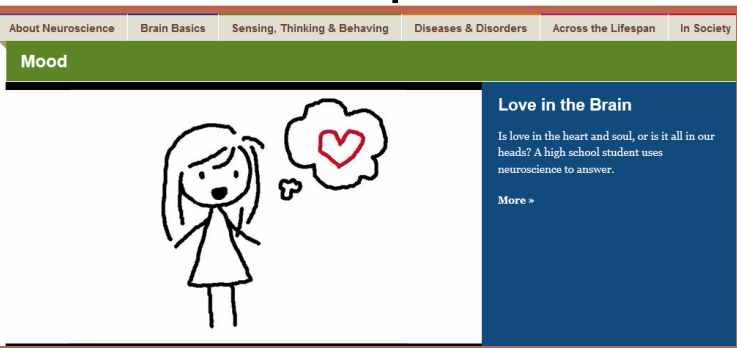 About Neuroscience Brain Basics Sensing, Thinking & Behaving Diseases & Disorders Across the Lifespan In Society
Mood
Love in the Brain
Is love in the heart and soul, or is it all in our
heads? A high school student uses
neuroscience to answer.
More »